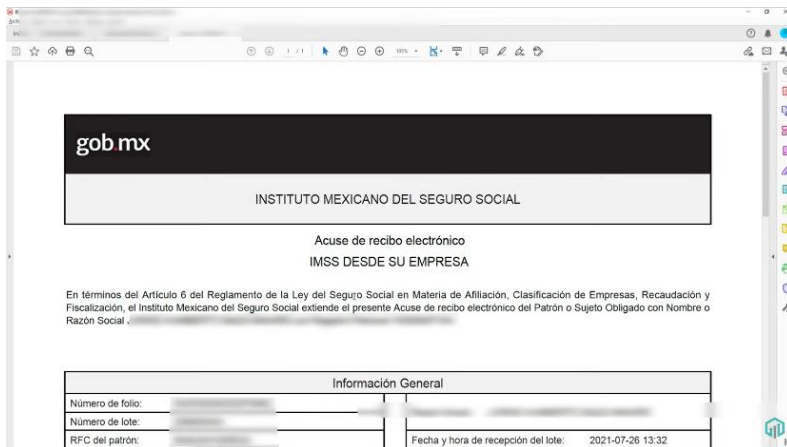 1 / 1
gob.mx
INSTITUTO MEXICANO DEL SEGURO SOCIAL
Acuse de recibo electrónico
IMSS DESDE SU EMPRESA
En términos del Artículo 6 del Reglamento de la Ley del Seguro Social en Materia de Afiliación, Clasificación de Empresas, Recaudación y
Fiscalización, el Instituto Mexicano del Seguro Social extiende el presente Acuse de recibo electrónico del Patrón o Sujeto Obligado con Nombre o
Razón Social
Información General
Número de folio:
Número de lote:
RFC del patrón:
Fecha y hora de recepción del lote: 2021-07-26 13:32